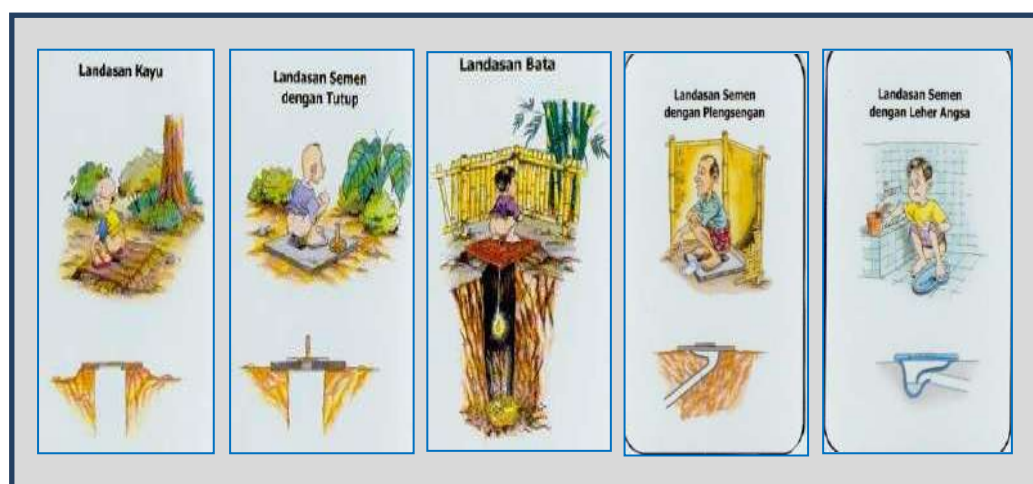 Landasan Kayu
Landasan Semen
dengan Tutup
Landasan Bata
Landasan Semen
dengan Plengsengan
Landasan Semen
dengan Leher Angsa